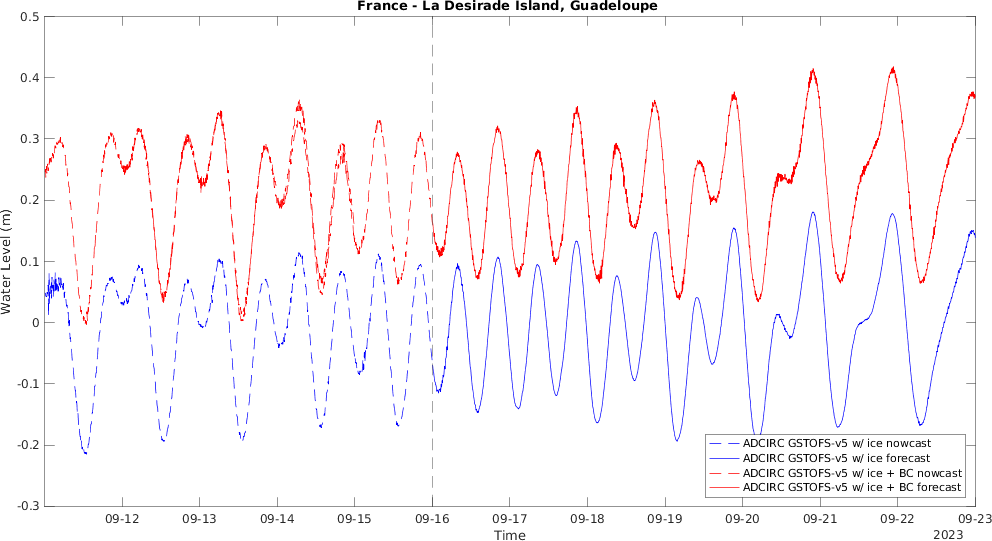 France - La Desirade Island, Guadeloupe
0.5
0.4
0.3
0.2
0.1
0
-0.1
-0.2
-0.3
Water Level (m)
ADCIRC GSTOFS-v5 w/ ice nowcast
ADCIRC GSTOFS-v5 w/ ice forecast
ADCIRC GSTOFS-v5 w/ ice + BC nowcast
ADCIRC GSTOFS-v5 w/ ice + BC forecast
09-12 09-13 09-14 09-15 09-16 09-17 09-18 09-19 09-20 09-21 09-22 09-23
Time
2023